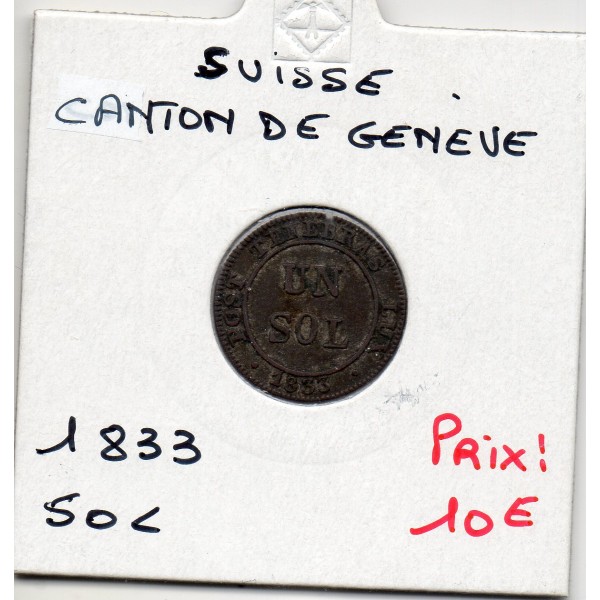 SUISSE
CANTON DE GENEVE
POST TENEBRAS LUX
UN
SOL
· 1833 ·
1833
SOL
PRIX!
10E